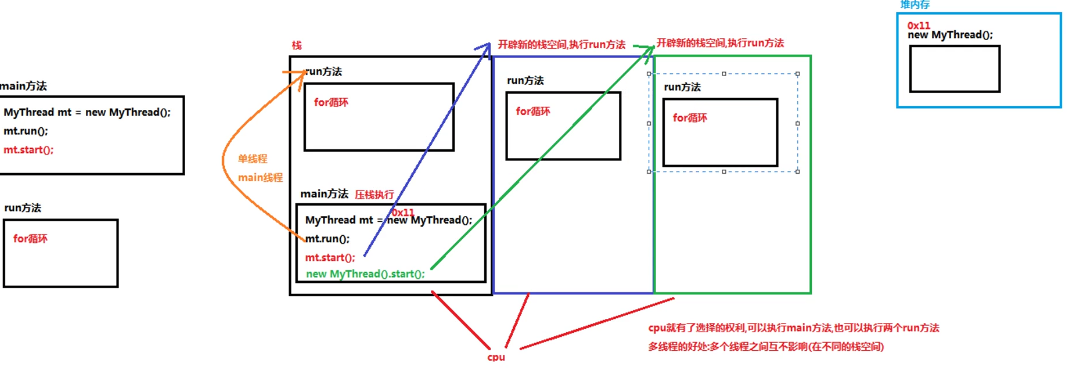 main方法
MyThread mt = new MyThread();
mt.run();
mt.start();
run方法
for循环
栈
run方法
for循环
单线程
main线程
main方法 压栈执行
0x11
MyThread mt = new MyThread();
mt.run();
mt.start();
new MyThread().start();
开辟新的栈空间,执行run方法
run方法
for循环
开辟新的栈空间,执行run方法
run方法
for循环
堆内存
0x11
new MyThread();
cpu
cpu就有了选择的权利,可以执行main方法,也可以执行两个run方法
多线程的好处:多个线程之间互不影响(在不同的栈空间)